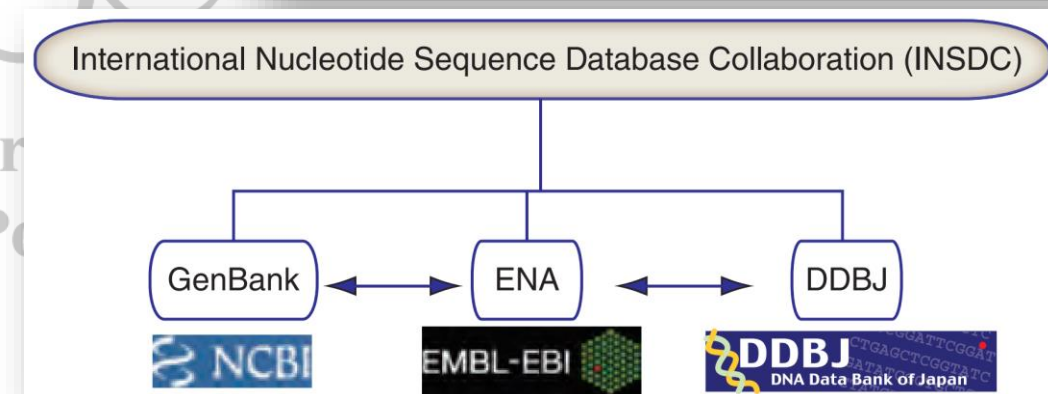 International Nucleotide Sequence Database Collaboration (INSDC)
GenBank
ENA
DDBJ
NCBI
EMBL-EBI
DDBJ
DNA Data Bank of Japan